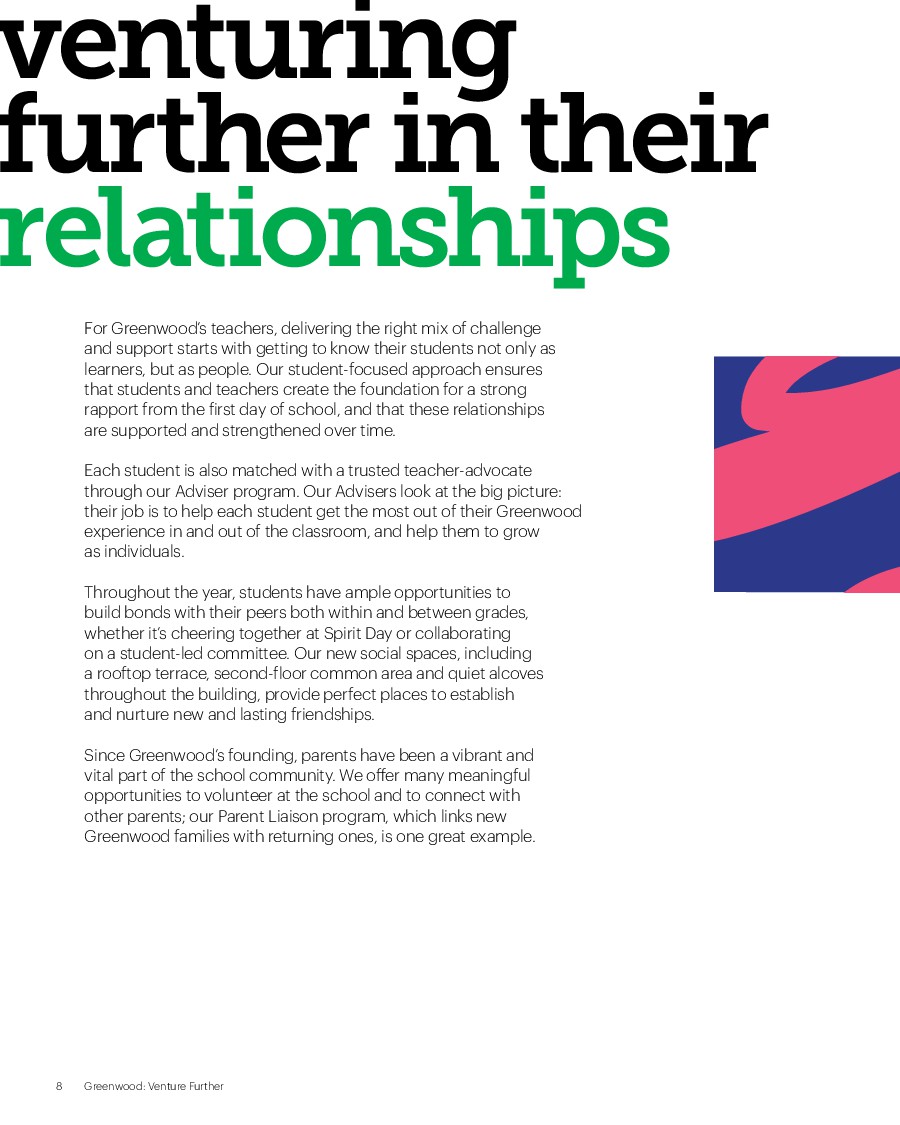 venturing
further in their
relationships
For Greenwood’s teachers, delivering the right mix of challenge
and support starts with getting to know their students not only as
learners, but as people. Our student-focused approach ensures
that students and teachers create the foundation for a strong
rapport from the first day of school, and that these relationships
are supported and strengthened over time.
Each student is also matched with a trusted teacher-advocate
through our Adviser program. Our Advisers look at the big picture:
their job is to help each student get the most out of their Greenwood
experience in and out of the classroom, and help them to grow
as individuals.
Throughout the year, students have ample opportunities to
build bonds with their peers both within and between grades,
whether it’s cheering together at Spirit Day or collaborating
on a student-led committee. Our new social spaces, including
a rooftop terrace, second-floor common area and quiet alcoves
throughout the building, provide perfect places to establish
and nurture new and lasting friendships.
Since Greenwood’s founding, parents have been a vibrant and
vital part of the school community. We offer many meaningful
opportunities to volunteer at the school and to connect with
other parents; our Parent Liaison program, which links new
Greenwood families with returning ones, is one great example.
8 Greenwood: Venture Further